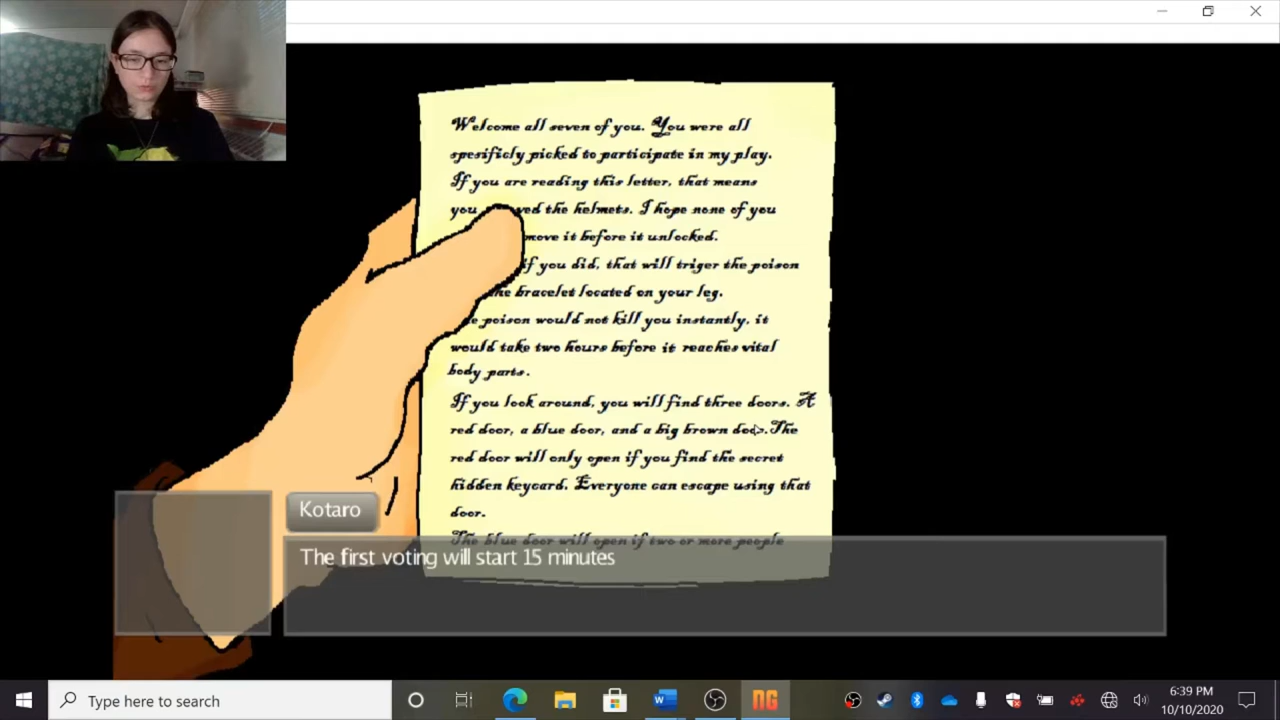 Welcome all seven of you. You were all
spesificly picked to participate in my play.
If you are reading this letter, that means
you the helmets. I hope none of you
move it before it unlocked.
if you did, that will triger the poison
bracelet located on your leg.
poison would not kill you instantly, it
would take two hours before it reaches vital
body parts.
If you look around, you will find three doors. A
red door, a blue door, and a big brown door.The
red door will only open if you find the secret
hidden keycard. Everyone can escape using that
door.
The blue door will open if two or more people
Kotaro
The first voting will start 15 minutes
Type here to search
NG
6:39 PM
10/10/2020